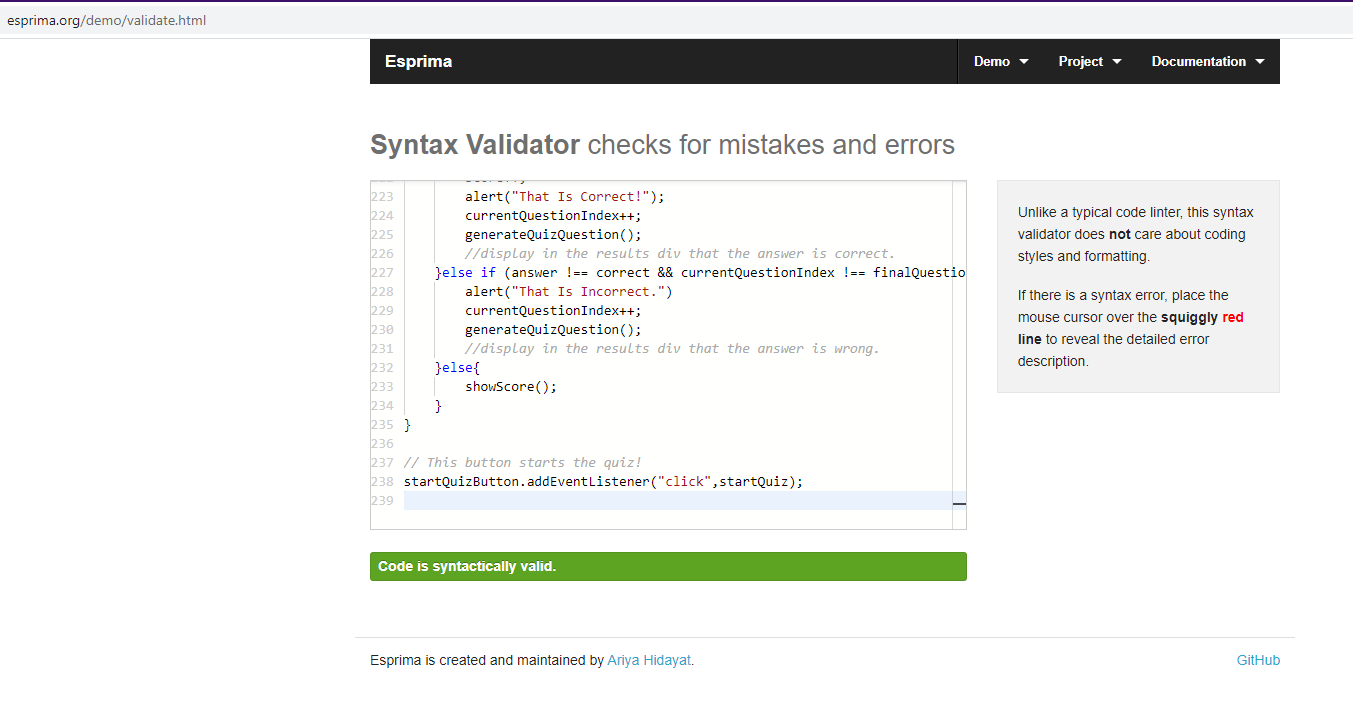 esprima.org/demo/validate.html
Esprima
Demo Project Documentation
Syntax Validator checks for mistakes and errors
223 alert("That Is Correct!");
224 currentQuestionIndex++;
225 generateQuizQuestion();
226 //display in the results div that the answer is correct.
227 }else if (answer !== correct && currentQuestionIndex !== finalQuestio
228 alert("That Is Incorrect.")
229 currentQuestionIndex++;
230 generateQuizQuestion();
231 //display in the results div that the answer is wrong.
232 }else{
233 showScore();
234 }
235 }
236
237 // This button starts the quiz!
238 startQuizButton.addEventListener("click",startQuiz);
239
Unlike a typical code linter, this syntax
validator does not care about coding
styles and formatting.
If there is a syntax error, place the
mouse cursor over the squiggly red
line to reveal the detailed error
description.
Code is syntactically valid.
Esprima is created and maintained by Ariya Hidayat.
GitHub